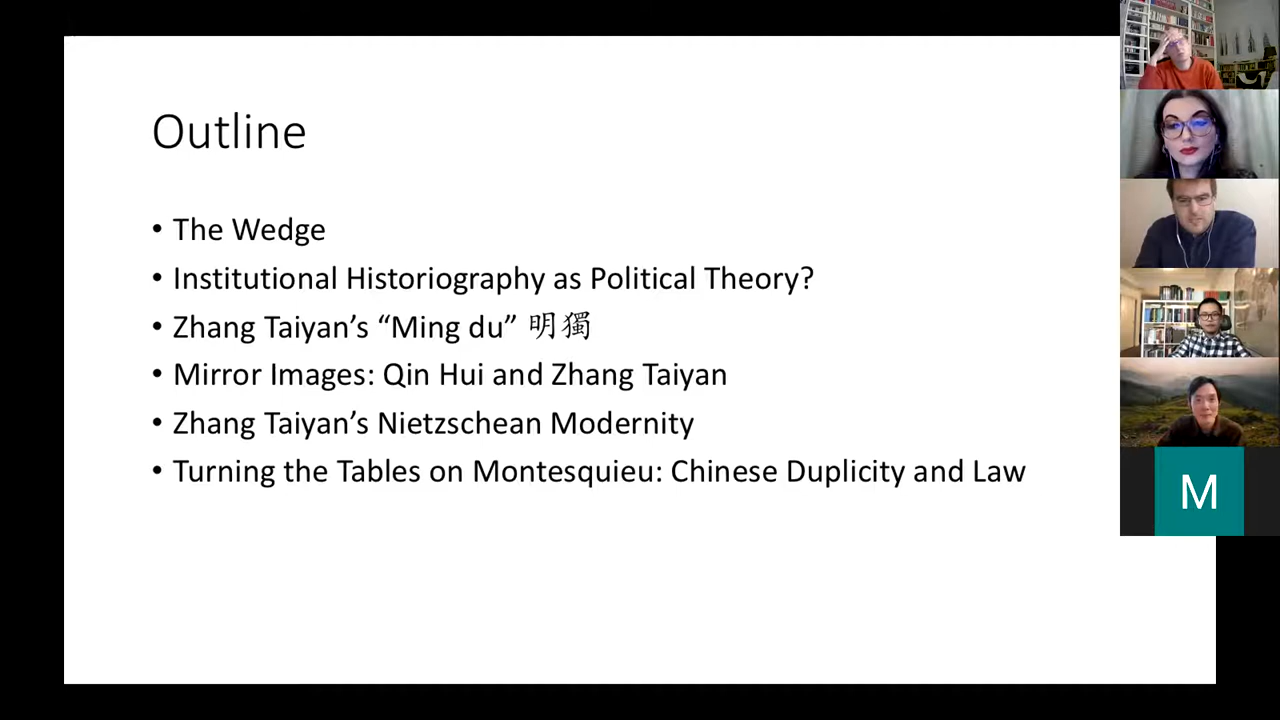 Outline
• The Wedge
• Institutional Historiography as Political Theory?
• Zhang Taiyan’s “Ming du” 明獨
• Mirror Images: Qin Hui and Zhang Taiyan
• Zhang Taiyan’s Nietzschean Modernity
• Turning the Tables on Montesquieu: Chinese Duplicity and Law
M